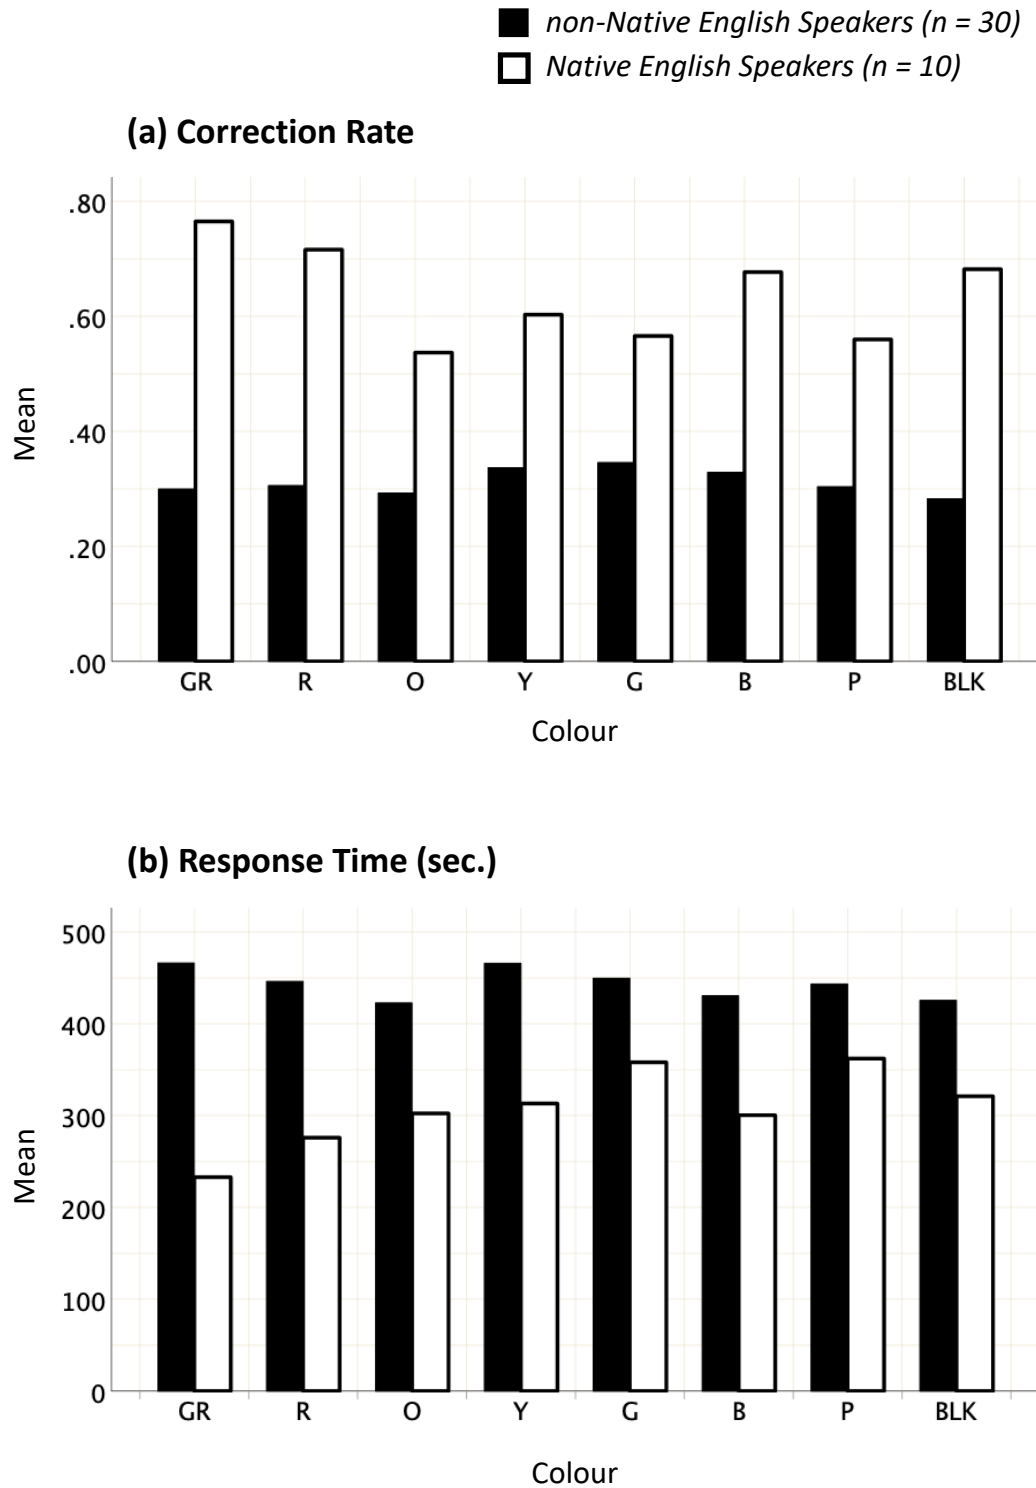 non-Native English Speakers (n = 30)
Native English Speakers (n = 10)
(a) Correction Rate
.80
.60
.40
.20
.00
Mean
GR R O Y G B P BLK
Colour
(b) Response Time (sec.)
500
400
300
200
100
0
Mean
GR R O Y G B P BLK
Colour